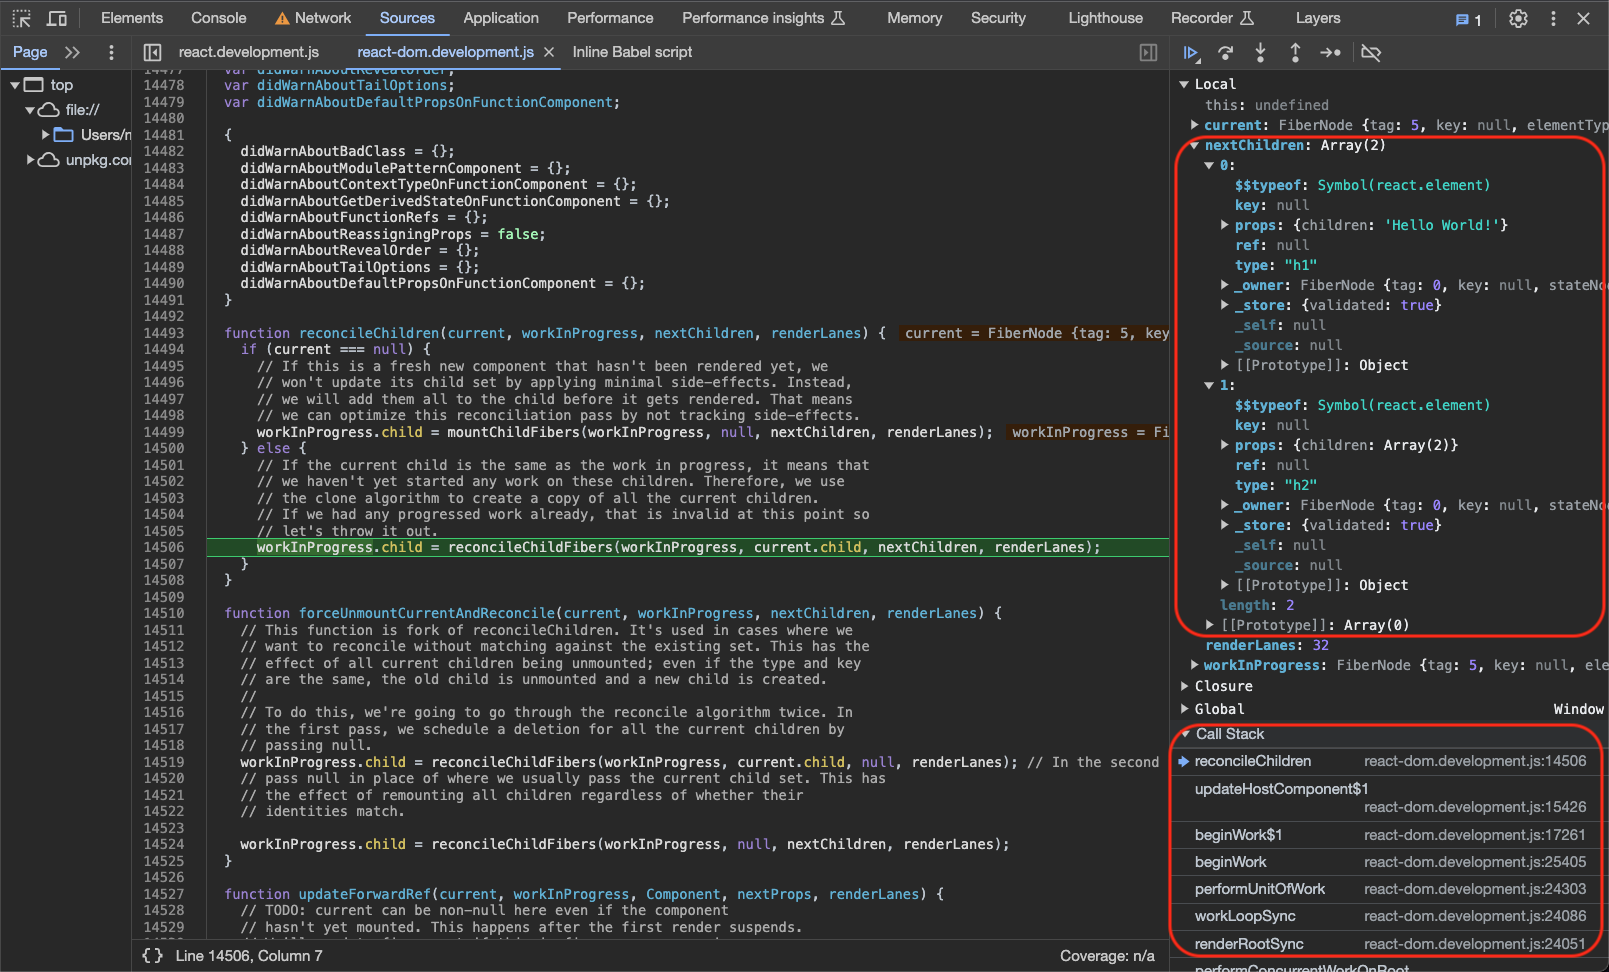 Elements Console Network Sources Application Performance Performance insights Memory Security Lighthouse Recorder Layers 1
Page react.development.js react-dom.development.js × Inline Babel script
top
file://
Users/
unpkg.co
14477 var didWarnAboutRevealOrder;
14478 var didWarnAboutTailOptions;
14479 var didWarnAboutDefaultPropsOnFunctionComponent;
14480
14481 {
14482 didWarnAboutBadClass = {};
14483 didWarnAboutModulePatternComponent = {};
14484 didWarnAboutContextTypeOnFunctionComponent = {};
14485 didWarnAboutGetDerivedStateOnFunctionComponent = {};
14486 didWarnAboutFunctionRefs = {};
14487 didWarnAboutReassigningProps = false;
14488 didWarnAboutRevealOrder = {};
14489 didWarnAboutTailOptions = {};
14490 didWarnAboutDefaultPropsOnFunctionComponent = {};
14491 }
14492
14493 function reconcileChildren(current, workInProgress, nextChildren, renderLanes) { current = FiberNode {tag: 5, key
14494 if (current === null) {
14495 // If this is a fresh new component that hasn't been rendered yet, we
14496 // won't update its child set by applying minimal side-effects. Instead,
14497 // we will add them all to the child before it gets rendered. That means
14498 // we can optimize this reconciliation pass by not tracking side-effects.
14499 workInProgress.child = mountChildFibers(workInProgress, null, nextChildren, renderLanes); workInProgress = Fi
14500 } else {
14501 // If the current child is the same as the work in progress, it means that
14502 // we haven't yet started any work on these children. Therefore, we use
14503 // the clone algorithm to create a copy of all the current children.
14504 // If we had any progressed work already, that is invalid at this point so
14505 // let's throw it out.
14506 workInProgress.child = reconcileChildFibers(workInProgress, current.child, nextChildren, renderLanes);
14507 }
14508 }
14509
14510 function forceUnmountCurrentAndReconcile(current, workInProgress, nextChildren, renderLanes) {
14511 // This function is fork of reconcileChildren. It's used in cases where we
14512 // want to reconcile without matching against the existing set. This has the
14513 // effect of all current children being unmounted; even if the type and key
14514 // are the same, the old child is unmounted and a new child is created.
14515 //
14516 // To do this, we're going to go through the reconcile algorithm twice. In
14517 // the first pass, we schedule a deletion for all the current children by
14518 // passing null.
14519 workInProgress.child = reconcileChildFibers(workInProgress, current.child, null, renderLanes); // In the second
14520 // pass null in place of where we usually pass the current child set. This has
14521 // the effect of remounting all children regardless of whether their
14522 // identities match.
14523
14524 workInProgress.child = reconcileChildFibers(workInProgress, null, nextChildren, renderLanes);
14525 }
14526
14527 function updateForwardRef(current, workInProgress, Component, nextProps, renderLanes) {
14528 // TODO: current can be non-null here even if the component
14529 // hasn't yet mounted. This happens after the first render suspends.
{} Line 14506, Column 7 Coverage: n/a
Local
this: undefined
current: FiberNode {tag: 5, key: null, elementTyp
nextChildren: Array(2)
0:
$$typeof: Symbol(react.element)
key: null
props: {children: 'Hello World!'}
ref: null
type: "h1"
_owner: FiberNode {tag: 0, key: null, stateNo
_store: {validated: true}
_self: null
_source: null
[[Prototype]]: Object
1:
$$typeof: Symbol(react.element)
key: null
props: {children: Array(2)}
ref: null
type: "h2"
_owner: FiberNode {tag: 0, key: null, stateNo
_store: {validated: true}
_self: null
_source: null
[[Prototype]]: Object
length: 2
[[Prototype]]: Array(0)
renderLanes: 32
workInProgress: FiberNode {tag: 5, key: null, ele
Closure
Global Window
Call Stack
reconcileChildren react-dom.development.js:14506
updateHostComponent$1
react-dom.development.js:15426
beginWork$1 react-dom.development.js:17261
beginWork react-dom.development.js:25405
performUnitOfWork react-dom.development.js:24303
workLoopSync react-dom.development.js:24086
renderRootSync react-dom.development.js:24051
performConcurrentWorkOnRoot